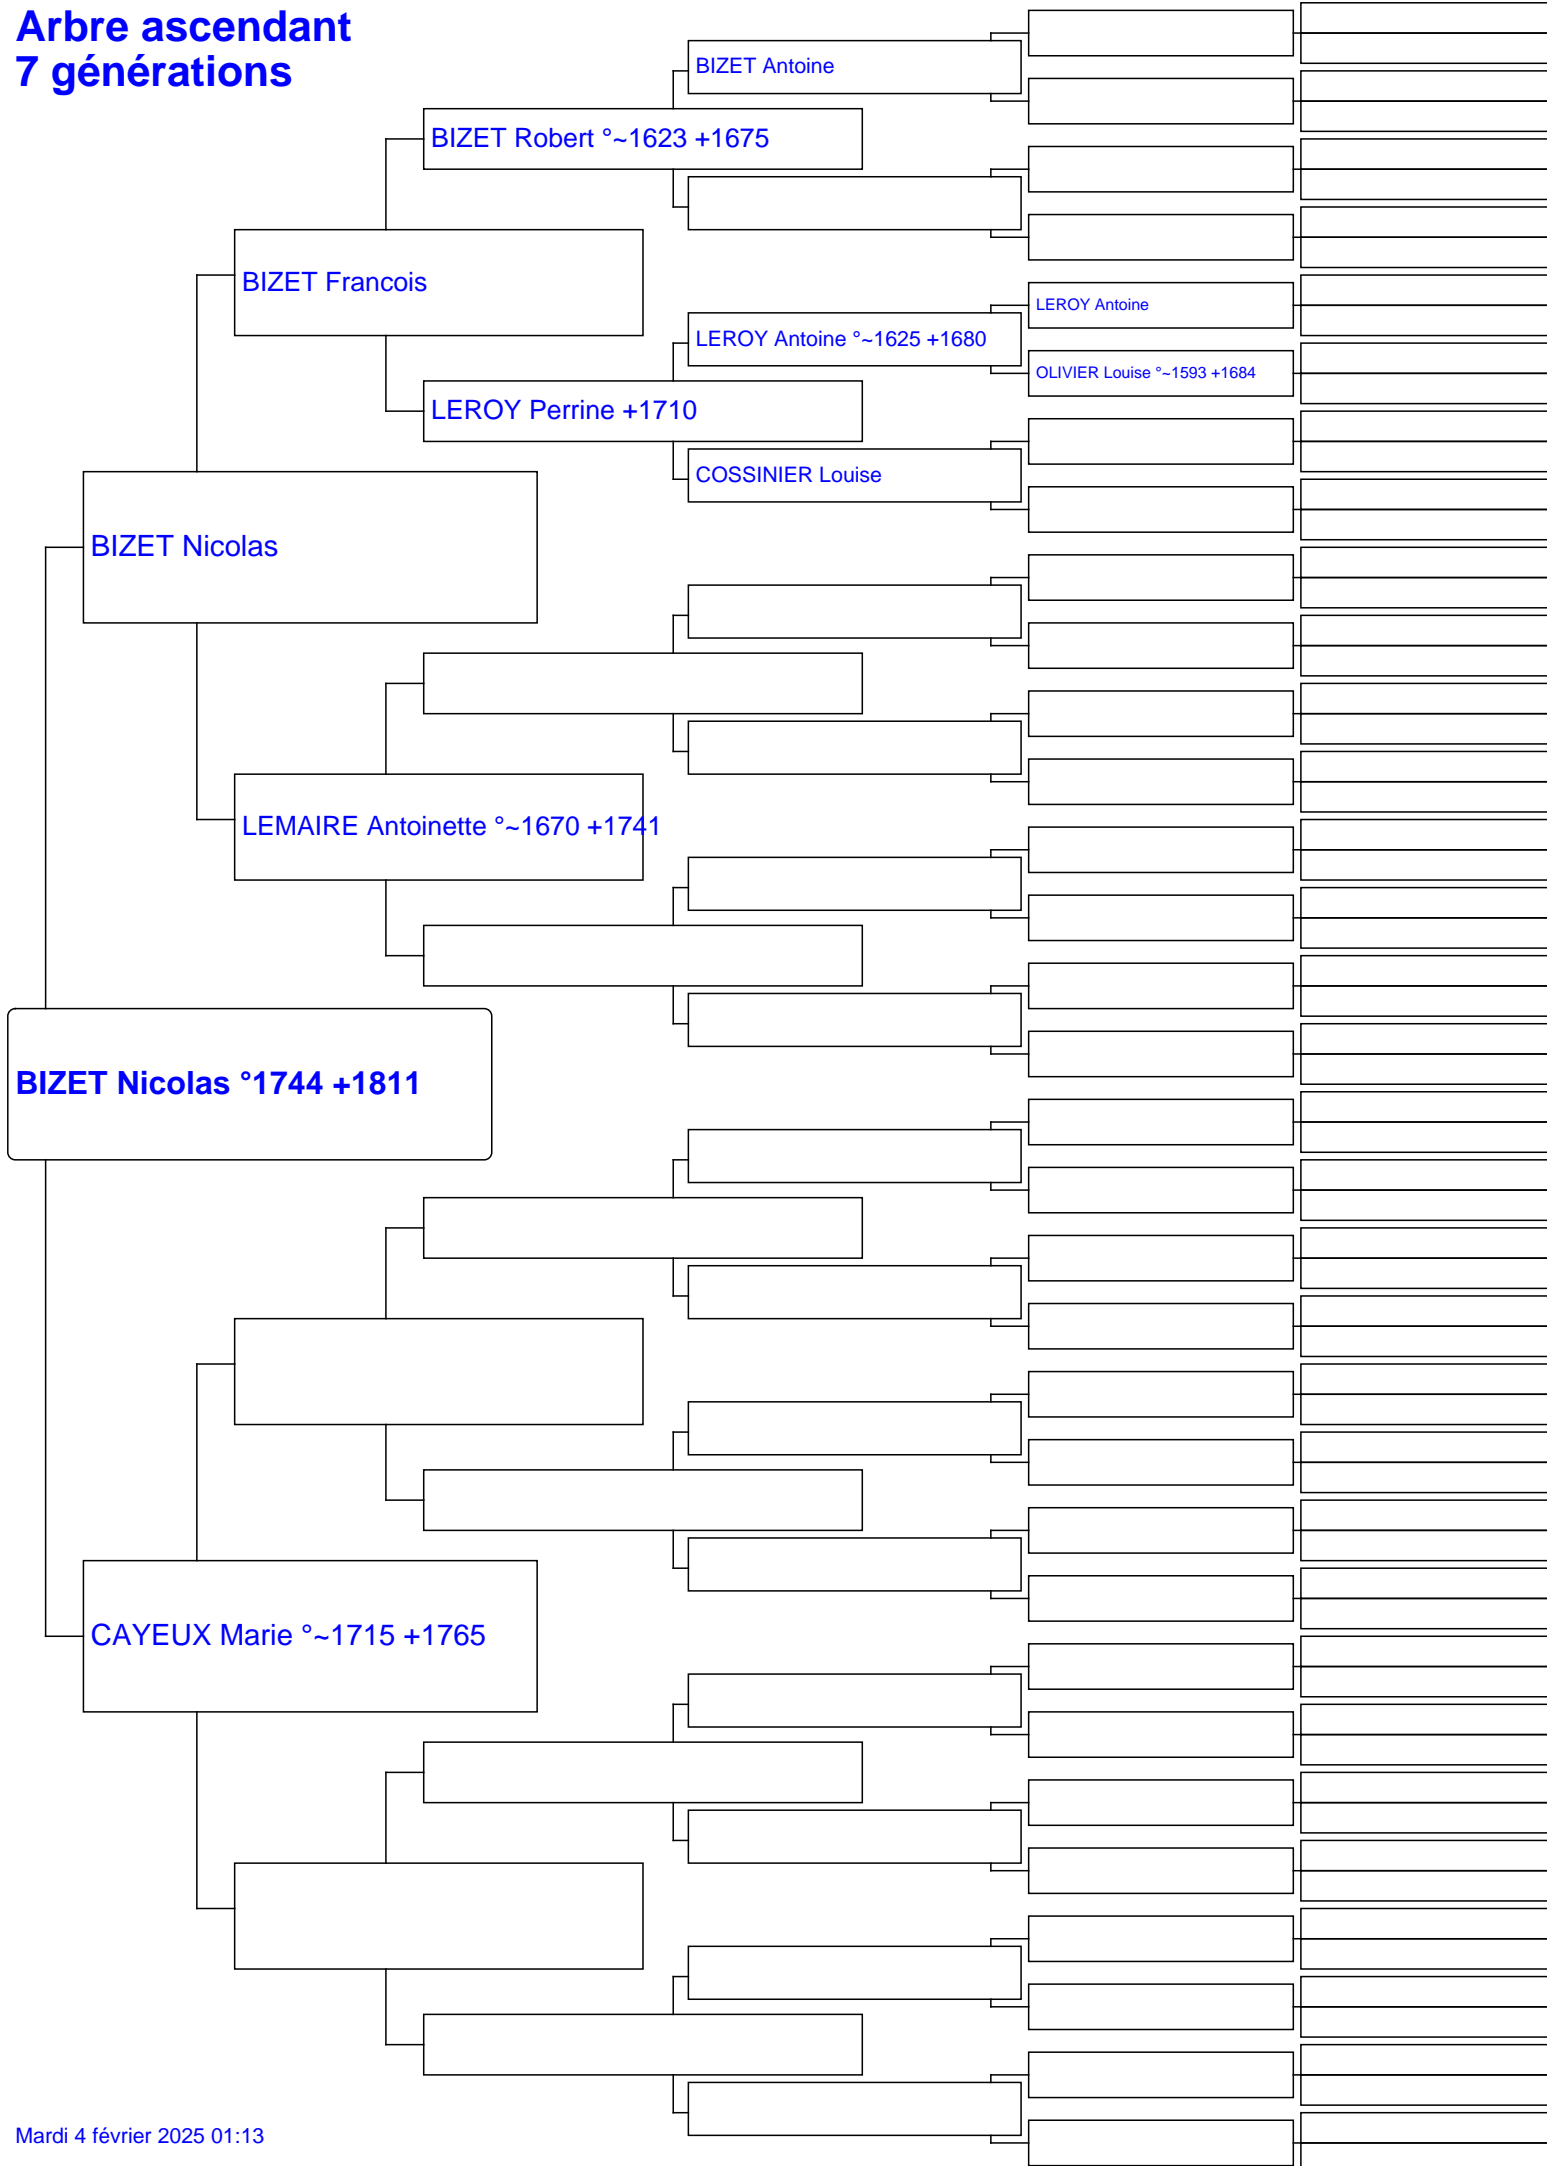 Arbre ascendant
7 générations
BIZET Antoine
BIZET Robert °~1623 +1675
BIZET Francois
LEROY Antoine
LEROY Antoine °~1625 +1680
OLIVIER Louise °~1593 +1684
LEROY Perrine +1710
COSSINIER Louise
BIZET Nicolas
LEMAIRE Antoinette °~1670 +1741
BIZET Nicolas °1744 +1811
CAYEUX Marie °~1715 +1765
Mardi 4 février 2025 01:13